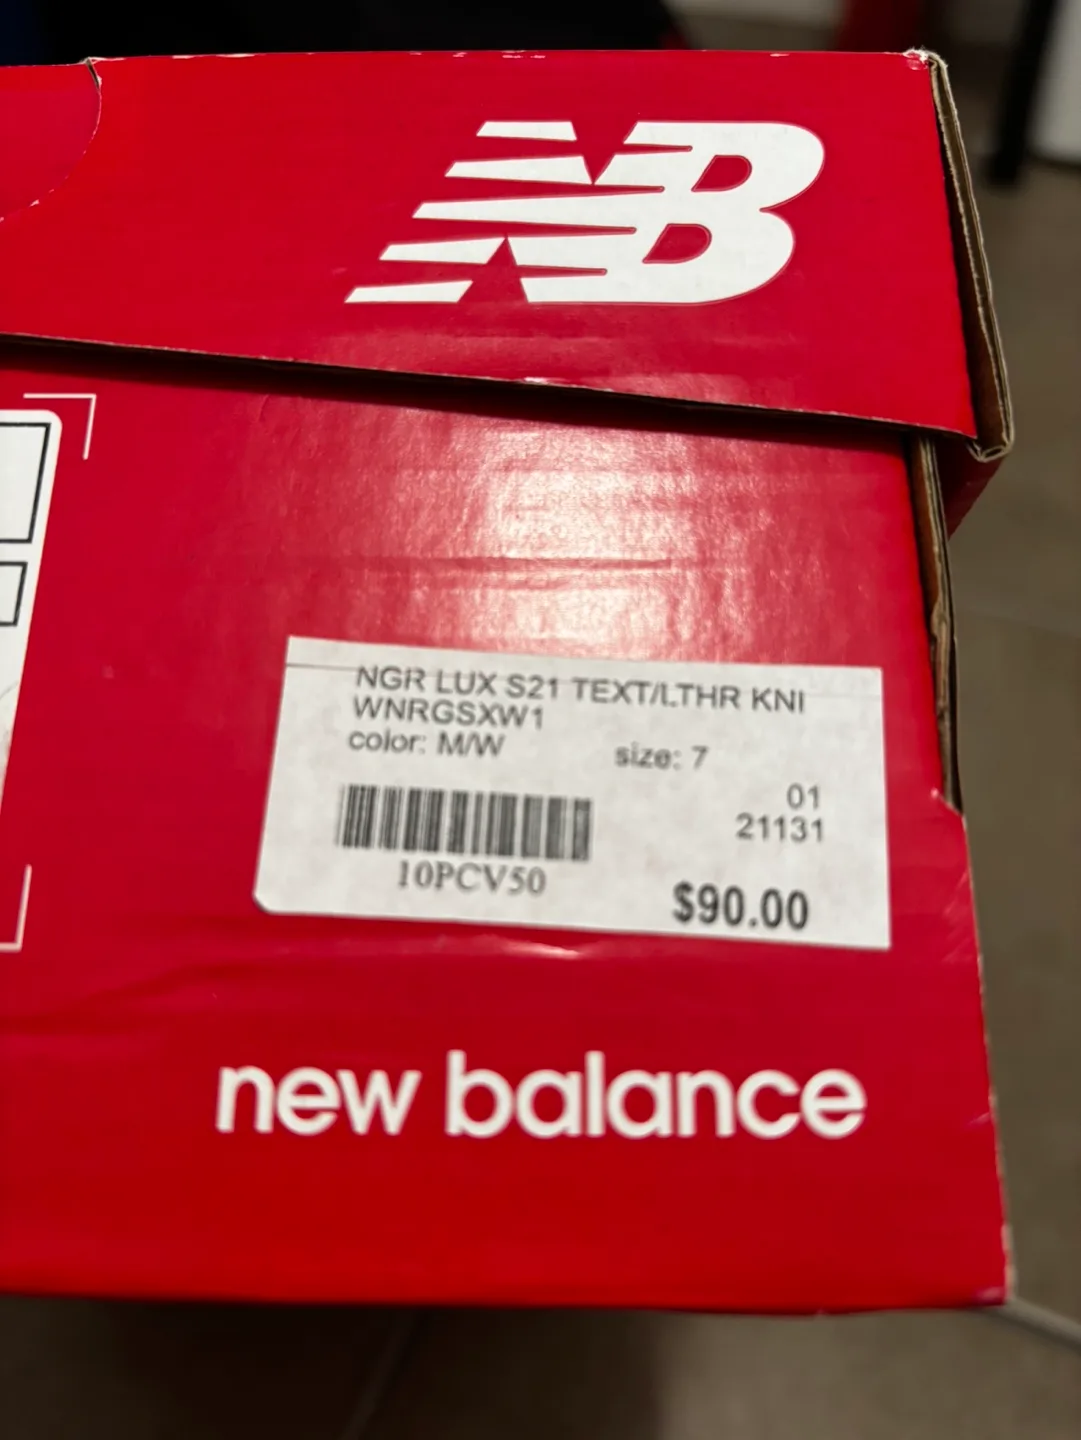 NB
NGR LUX S21 TEXT/LTHR KNI
WNRGSXW1
color: M/W size: 7
01
21131
10PCV50
$90.00
new balance